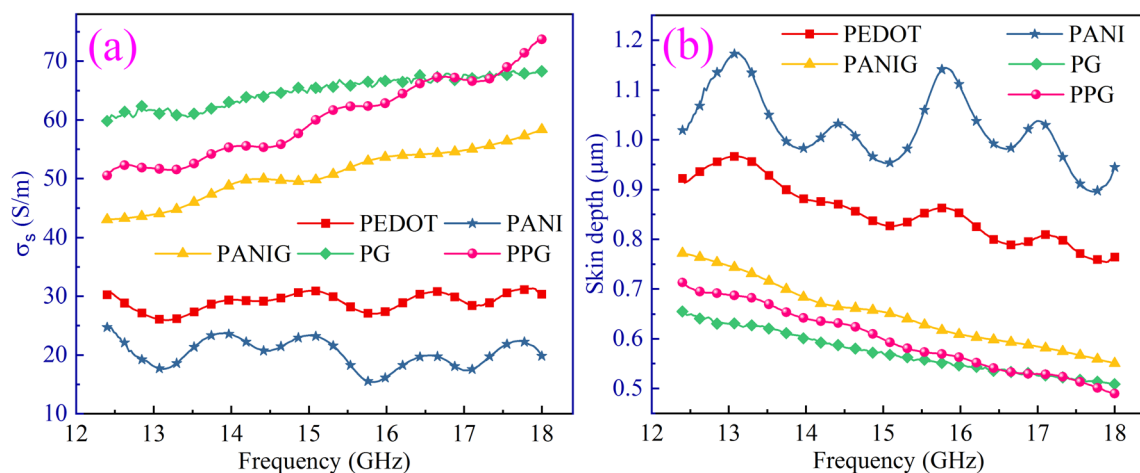 (a)
σs (S/m)
70
60
50
40
30
20
10
PEDOT PANI
PANIG PG PPG
12 13 14 15 16 17 18
Frequency (GHz)
(b)
Skin depth (μm)
1.2
1.1
1.0
0.9
0.8
0.7
0.6
0.5
PEDOT PANI
PANIG PG
PPG
12 13 14 15 16 17 18
Frequency (GHz)